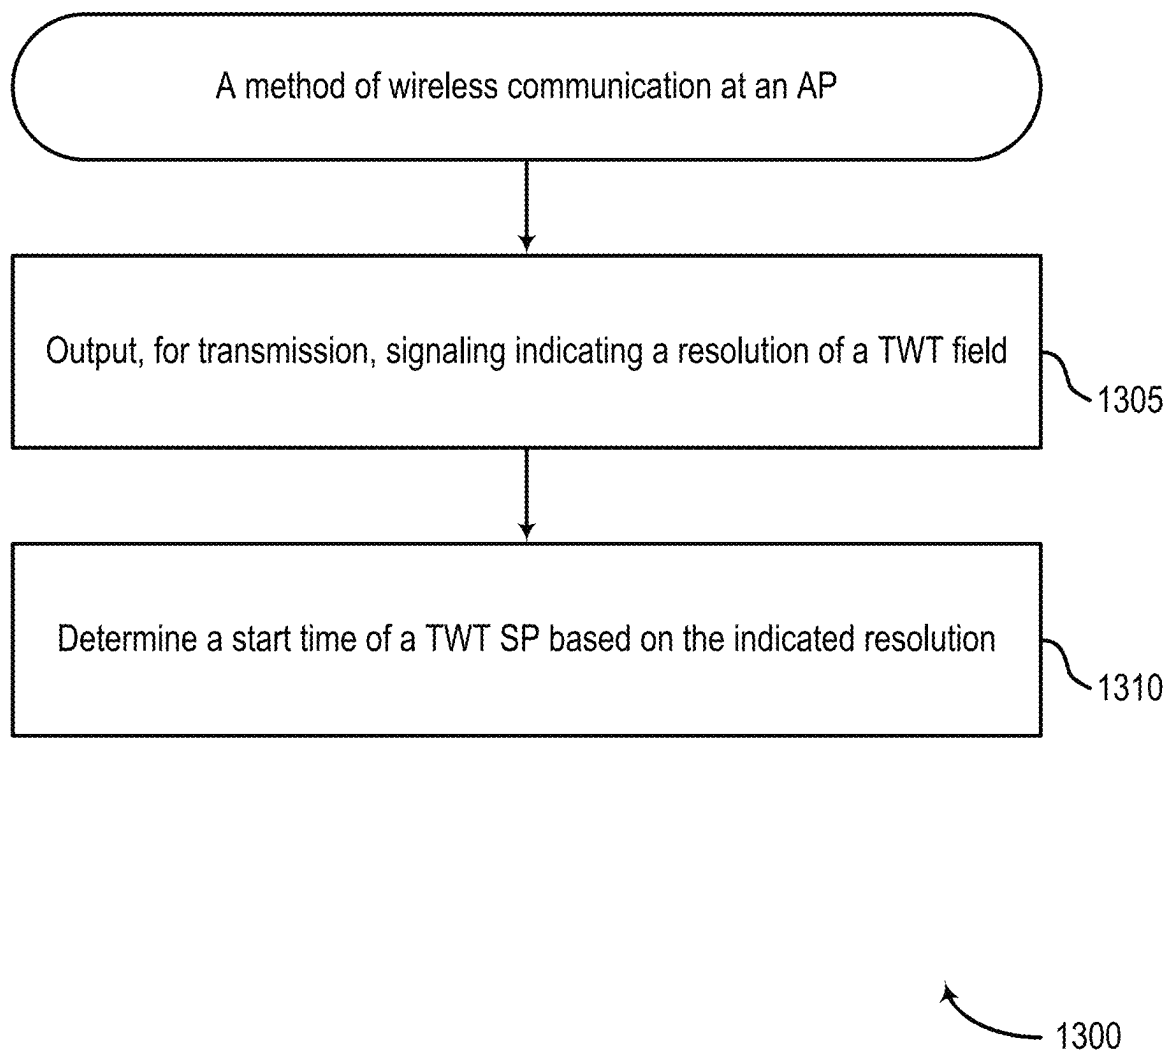 A method of wireless communication at an AP
Output, for transmission, signaling indicating a resolution of a TWT field
1305
Determine a start time of a TWT SP based on the indicated resolution
1310
1300